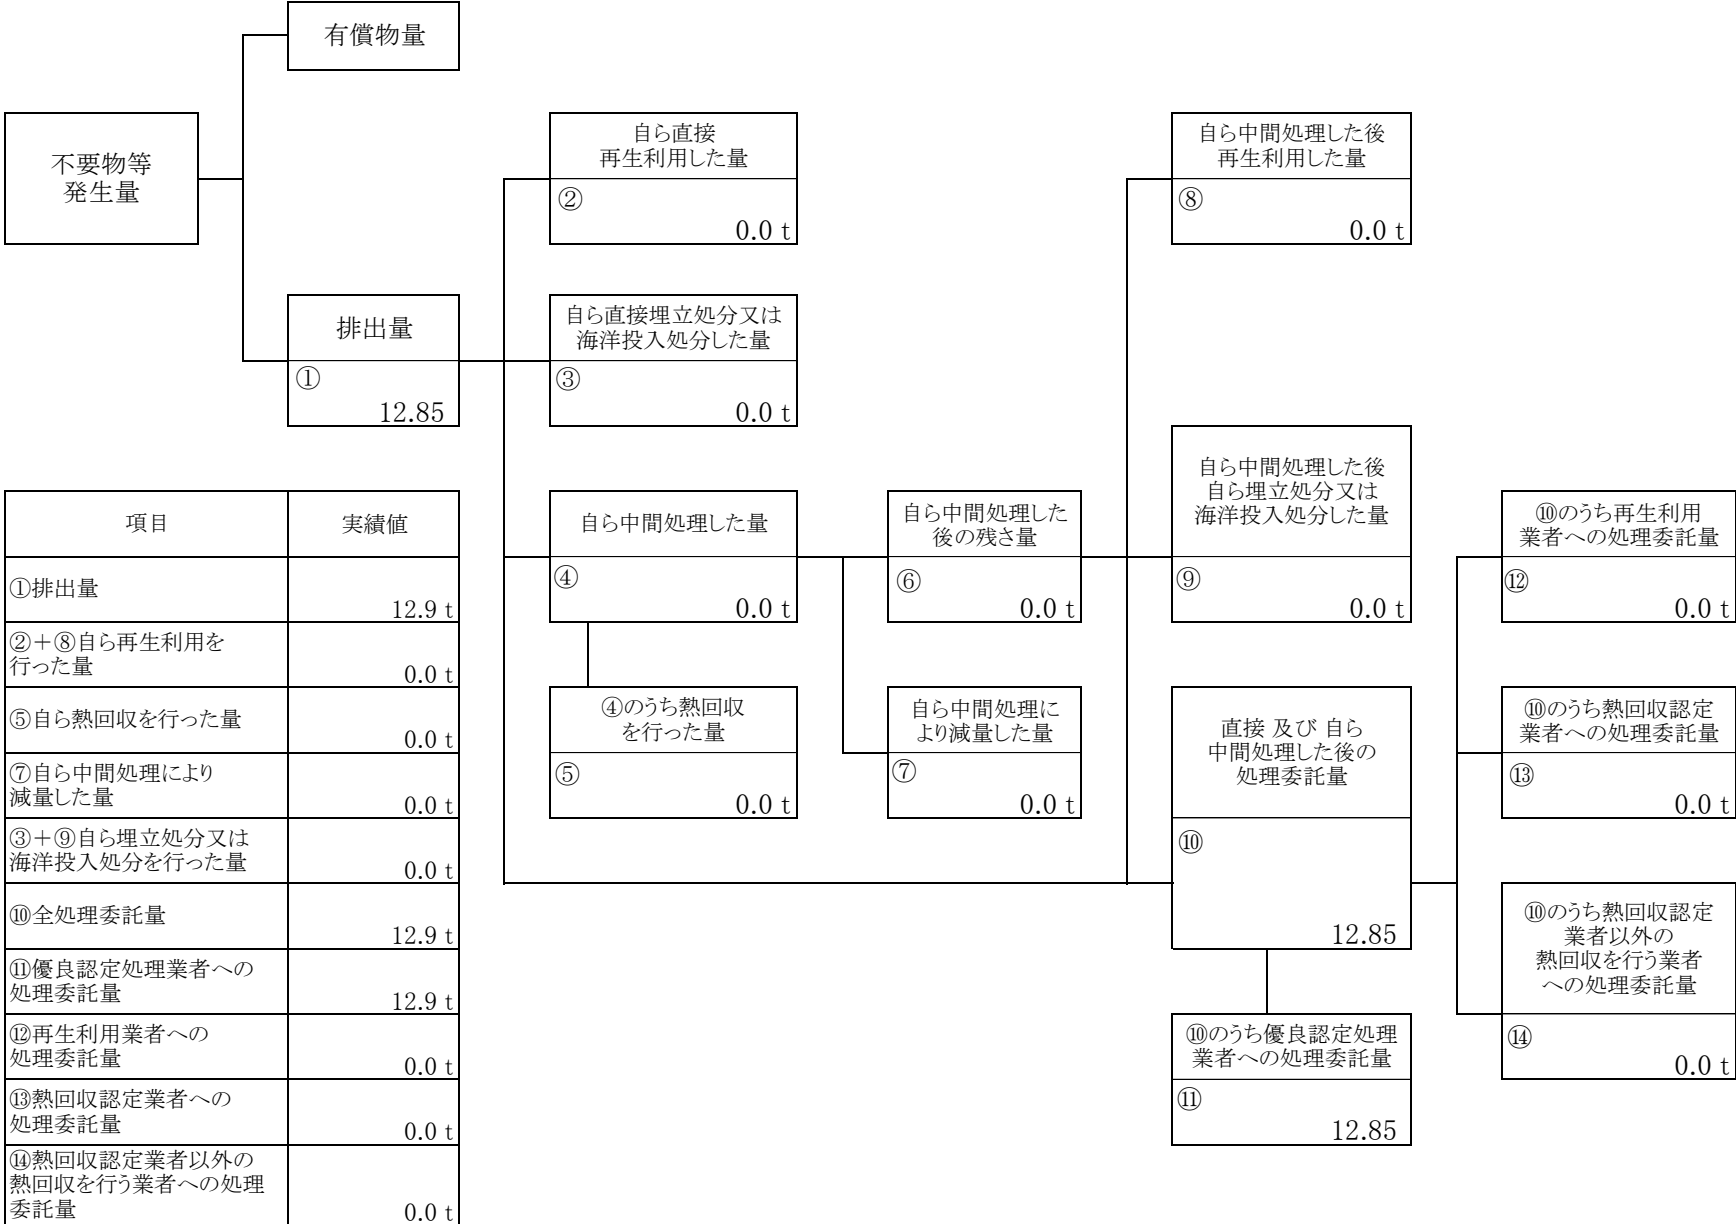 有償物量
不要物等
発生量
自ら直接
再生利用した量
②
0.0 t
自ら中間処理した後
再生利用した量
⑧
0.0 t
排出量
①
12.85
自ら直接埋立処分又は
海洋投入処分した量
③
0.0 t
自ら中間処理した量
④
0.0 t
自ら中間処理した
後の残さ量
⑥
0.0 t
自ら中間処理した後
自ら埋立処分又は
海洋投入処分した量
⑨
0.0 t
⑩のうち再生利用
業者への処理委託量
⑫
0.0 t
④のうち熱回収
を行った量
⑤
0.0 t
自ら中間処理に
より減量した量
⑦
0.0 t
直接 及び 自ら
中間処理した後の
処理委託量
⑩
12.85
⑩のうち熱回収認定
業者への処理委託量
⑬
0.0 t
⑩のうち熱回収認定
業者以外の
熱回収を行う業者
への処理委託量
⑭
0.0 t
⑩のうち優良認定処理
業者への処理委託量
⑪
12.85
項目 実績値
①排出量
12.9 t
②＋⑧自ら再生利用を
行った量
0.0 t
⑤自ら熱回収を行った量
0.0 t
⑦自ら中間処理により
減量した量
0.0 t
③＋⑨自ら埋立処分又は
海洋投入処分を行った量
0.0 t
⑩全処理委託量
12.9 t
⑪優良認定処理業者への
処理委託量
12.9 t
⑫再生利用業者への
処理委託量
0.0 t
⑬熱回収認定業者への
処理委託量
0.0 t
⑭熱回収認定業者以外の
熱回収を行う業者への処理
委託量
0.0 t